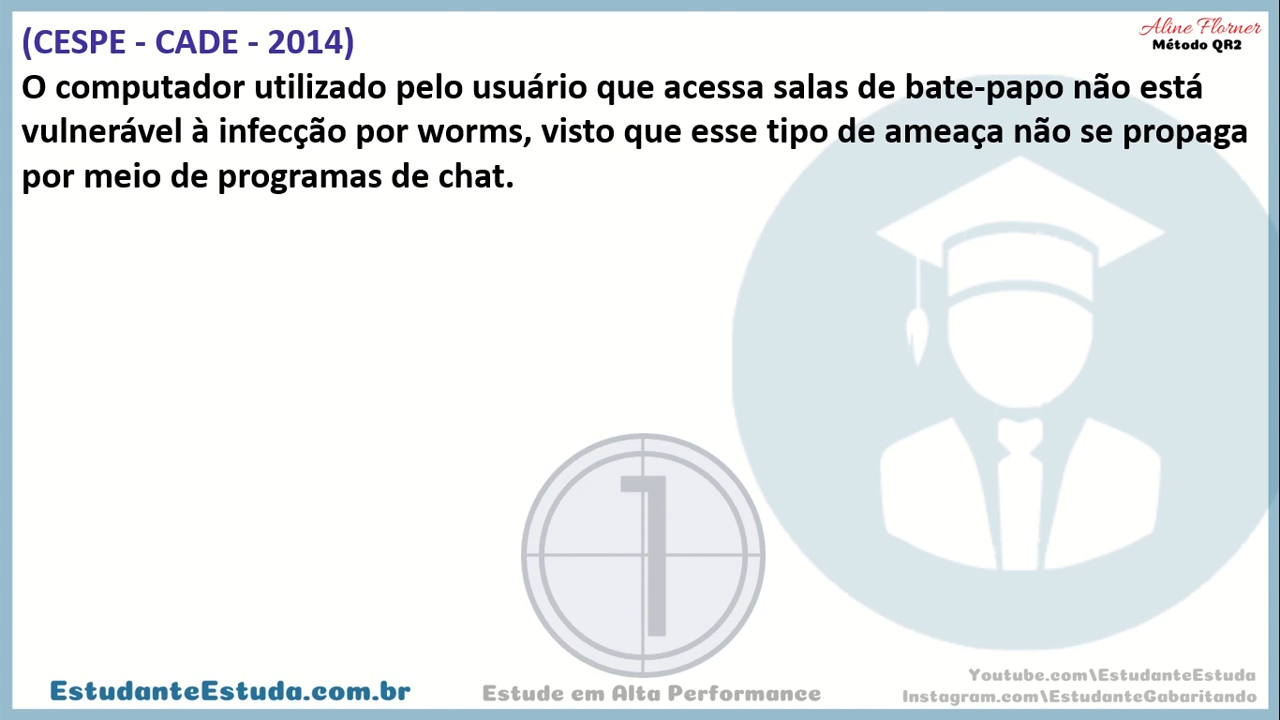 (CESPE - CADE - 2014)
Aline Florner
Método QR2
O computador utilizado pelo usuário que acessa salas de bate-papo não está
vulnerável à infecção por worms, visto que esse tipo de ameaça não se propaga
por meio de programas de chat.
1
EstudanteEstuda.com.br
Estude em Alta Performance
Youtube.com\EstudanteEstuda
Instagram.com\EstudanteGabaritando